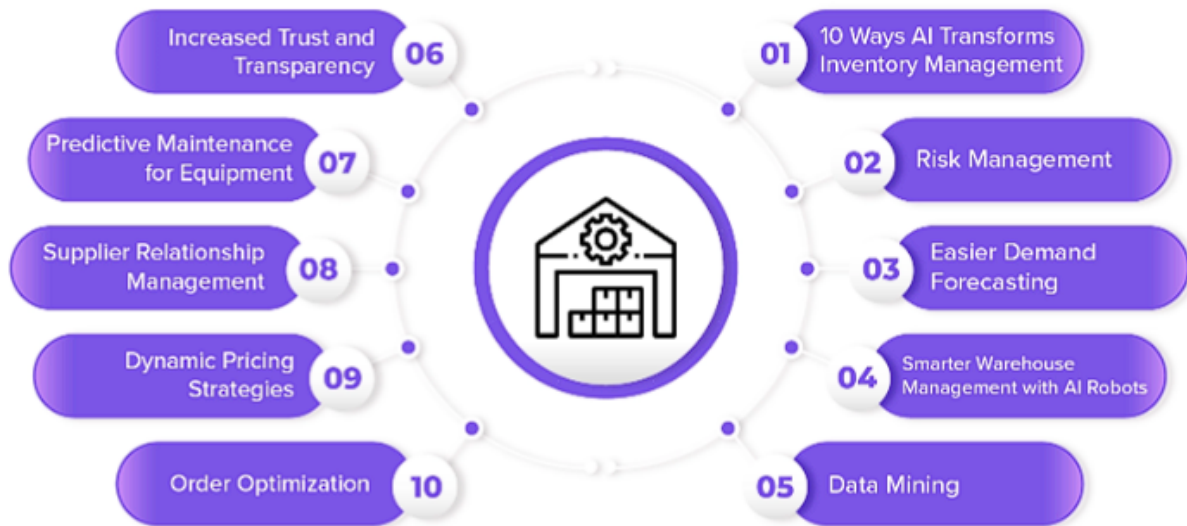 01
10 Ways AI Transforms
Inventory Management
02
Risk Management
03
Easier Demand
Forecasting
04
Smarter Warehouse
Management with AI Robots
05
Data Mining
06
Increased Trust and
Transparency
07
Predictive Maintenance
for Equipment
08
Supplier Relationship
Management
09
Dynamic Pricing
Strategies
10
Order Optimization